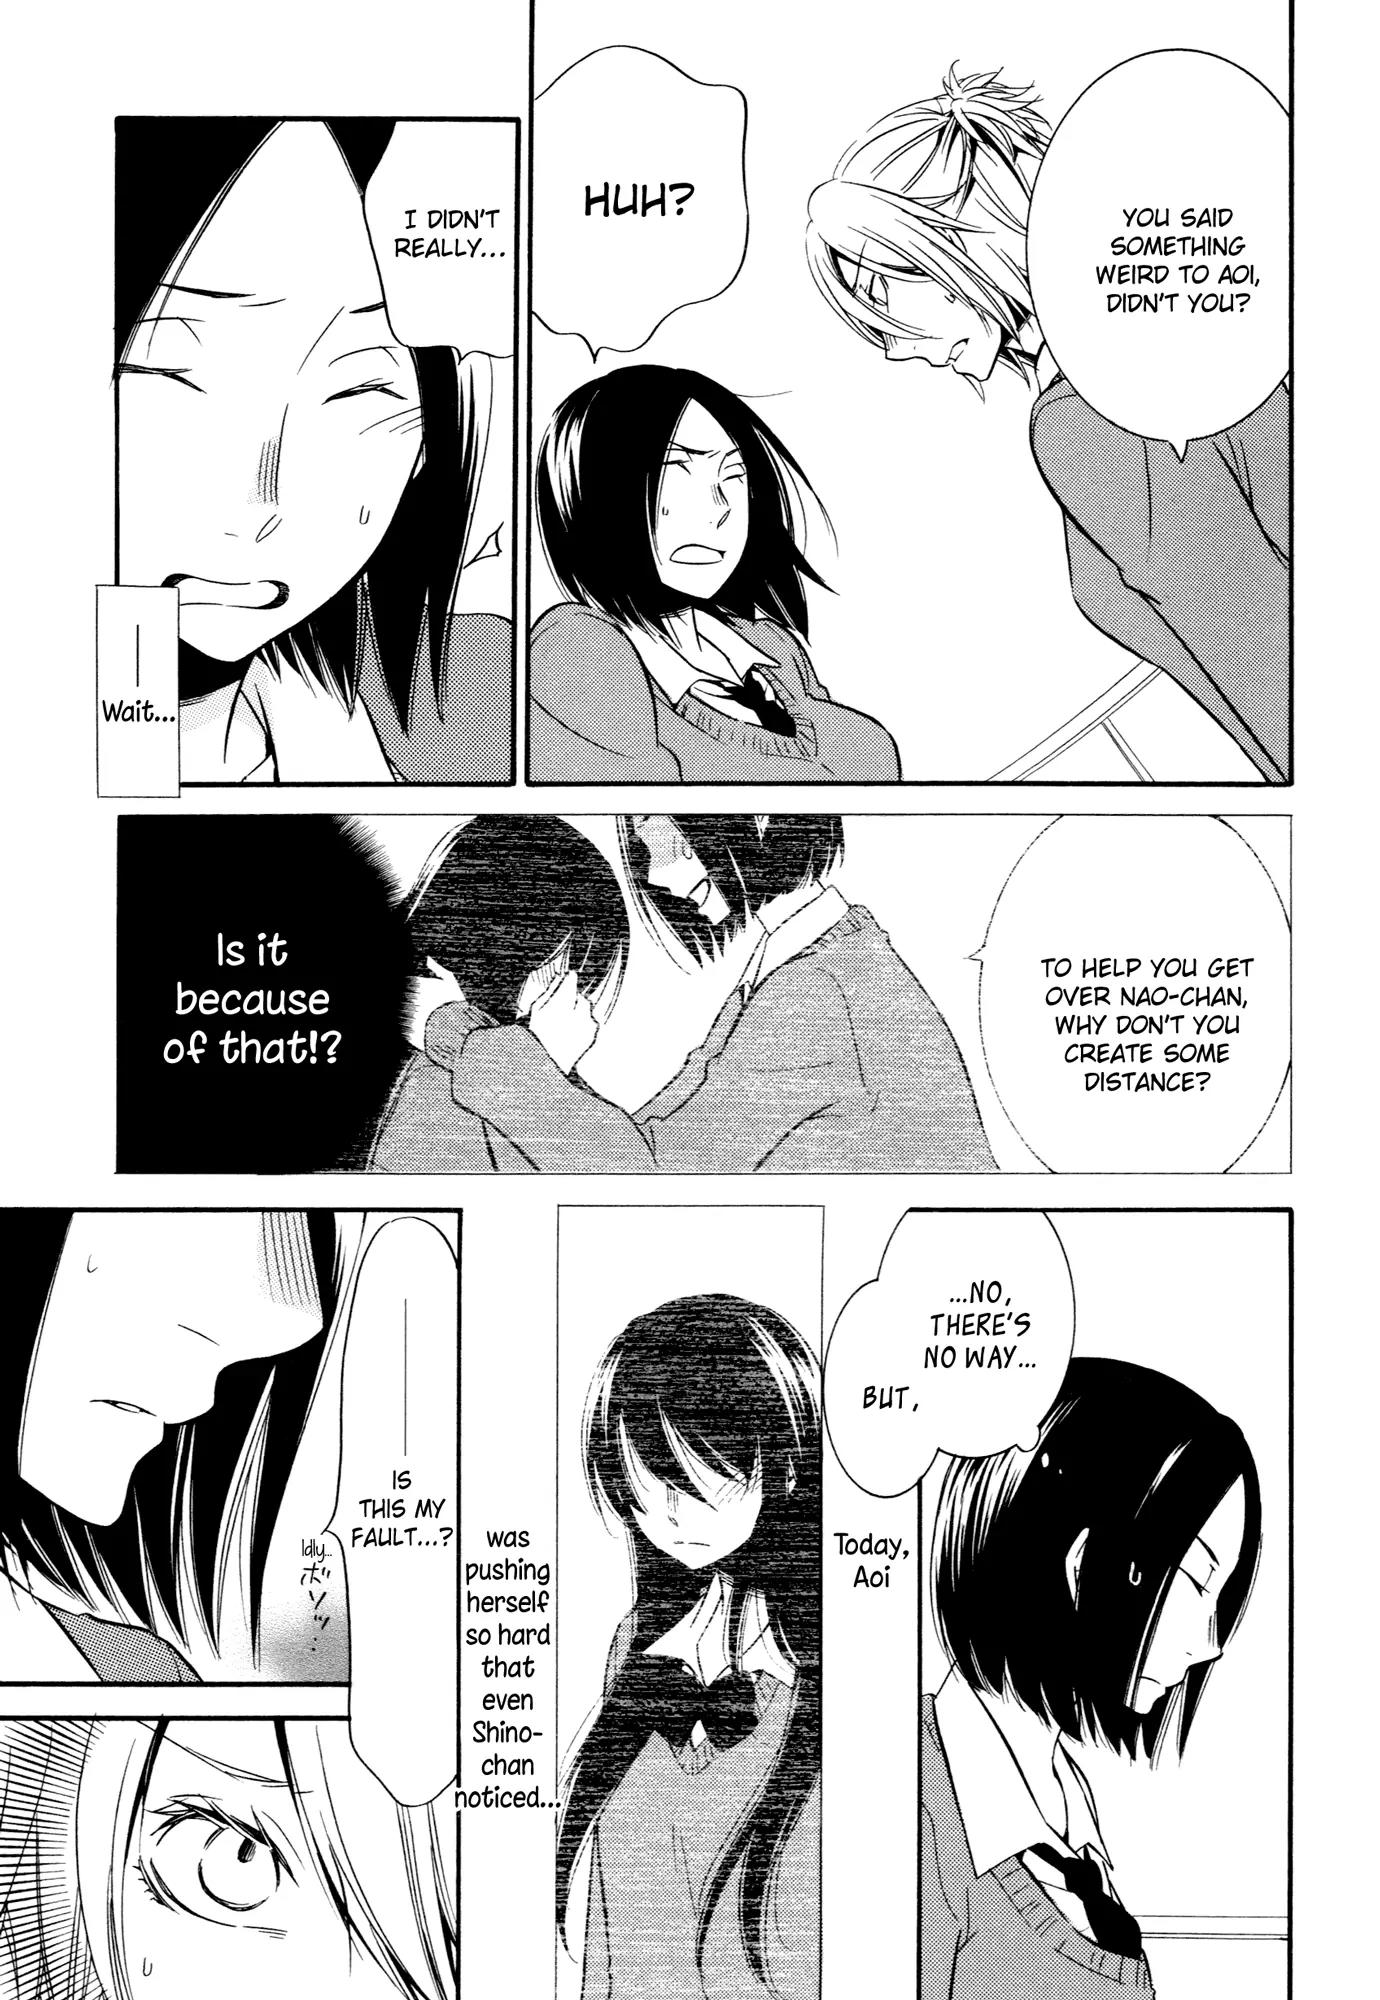 YOU SAID
SOMETHING
WEIRD TO AOI,
DIDN'T YOU?
HUH?
I DIDN'T
REALLY...
Wait...
TO HELP YOU GET
OVER NAO-CHAN,
WHY DON'T YOU
CREATE SOME
DISTANCE?
Is it
because
of that!?
...NO,
THERE'S
NO WAY...
BUT,
Today,
Aoi
was
pushing
herself
so hard
that
even
Shino-
chan
noticed...
IS
THIS MY
FAULT...?
Idly...
ボソッ…